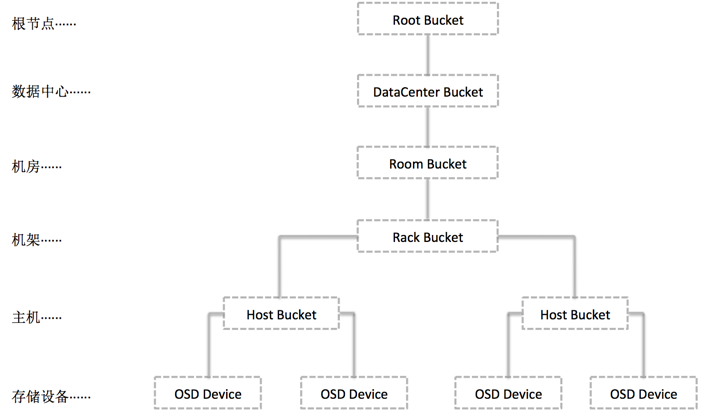 根节点······ Root Bucket
数据中心······ DataCenter Bucket
机房······ Room Bucket
机架······ Rack Bucket
主机······ Host Bucket Host Bucket
存储设备······ OSD Device OSD Device OSD Device OSD Device